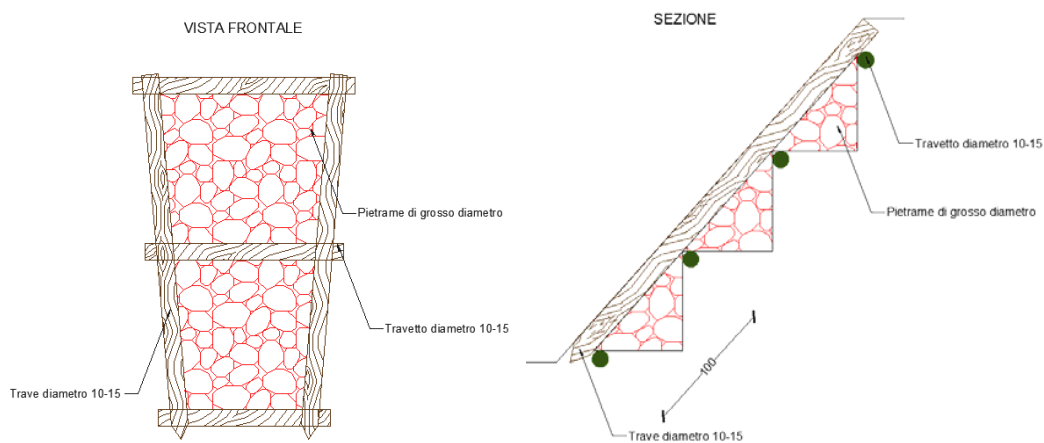 VISTA FRONTALE
Pietrame di grosso diametro
Travetto diametro 10-15
Trave diametro 10-15
SEZIONE
Travetto diametro 10-15
Pietrame di grosso diametro
100
Trave diametro 10-15